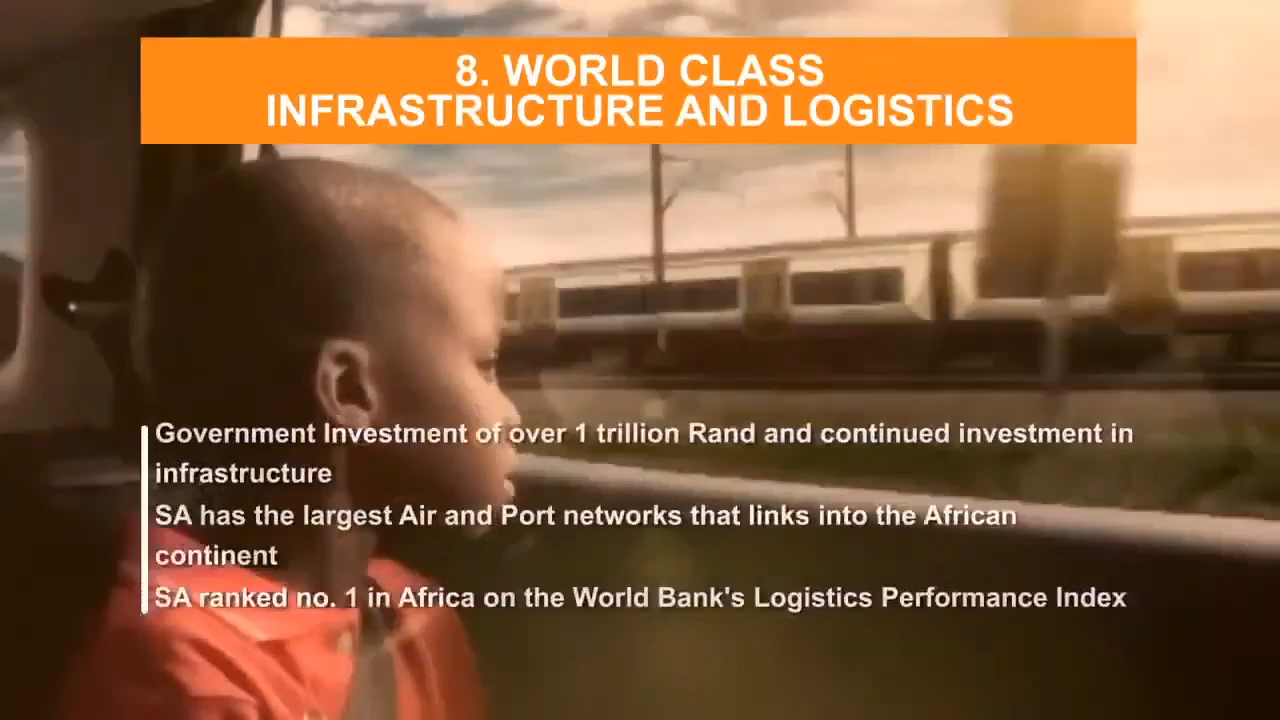 8. WORLD CLASS
INFRASTRUCTURE AND LOGISTICS
Government Investment of over 1 trillion Rand and continued investment in
infrastructure
SA has the largest Air and Port networks that links into the African
continent
SA ranked no. 1 in Africa on the World Bank's Logistics Performance Index